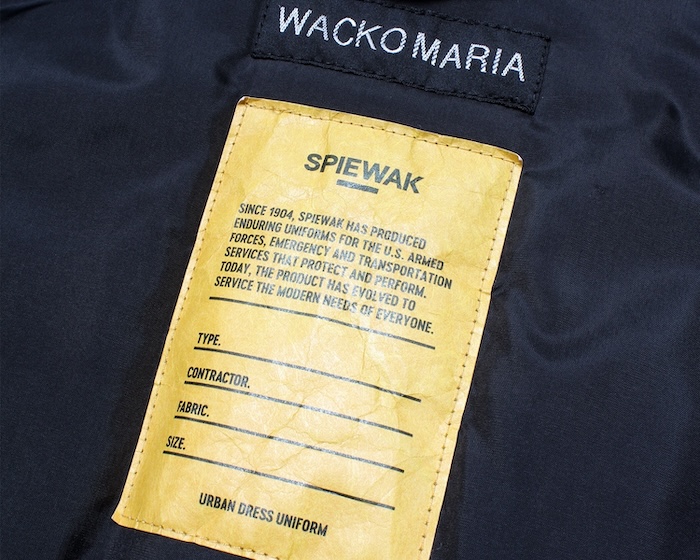 WACKO MARIA
SPIEWAK
SINCE 1904, SPIEWAK HAS PRODUCED
ENDURING UNIFORMS FOR THE U.S. ARMED
FORCES, EMERGENCY AND TRANSPORTATION
SERVICES THAT PROTECT AND PERFORM.
TODAY, THE PRODUCT HAS EVOLVED TO
SERVICE THE MODERN NEEDS OF EVERYONE.
TYPE.
CONTRACTOR.
FABRIC.
SIZE.
URBAN DRESS UNIFORM